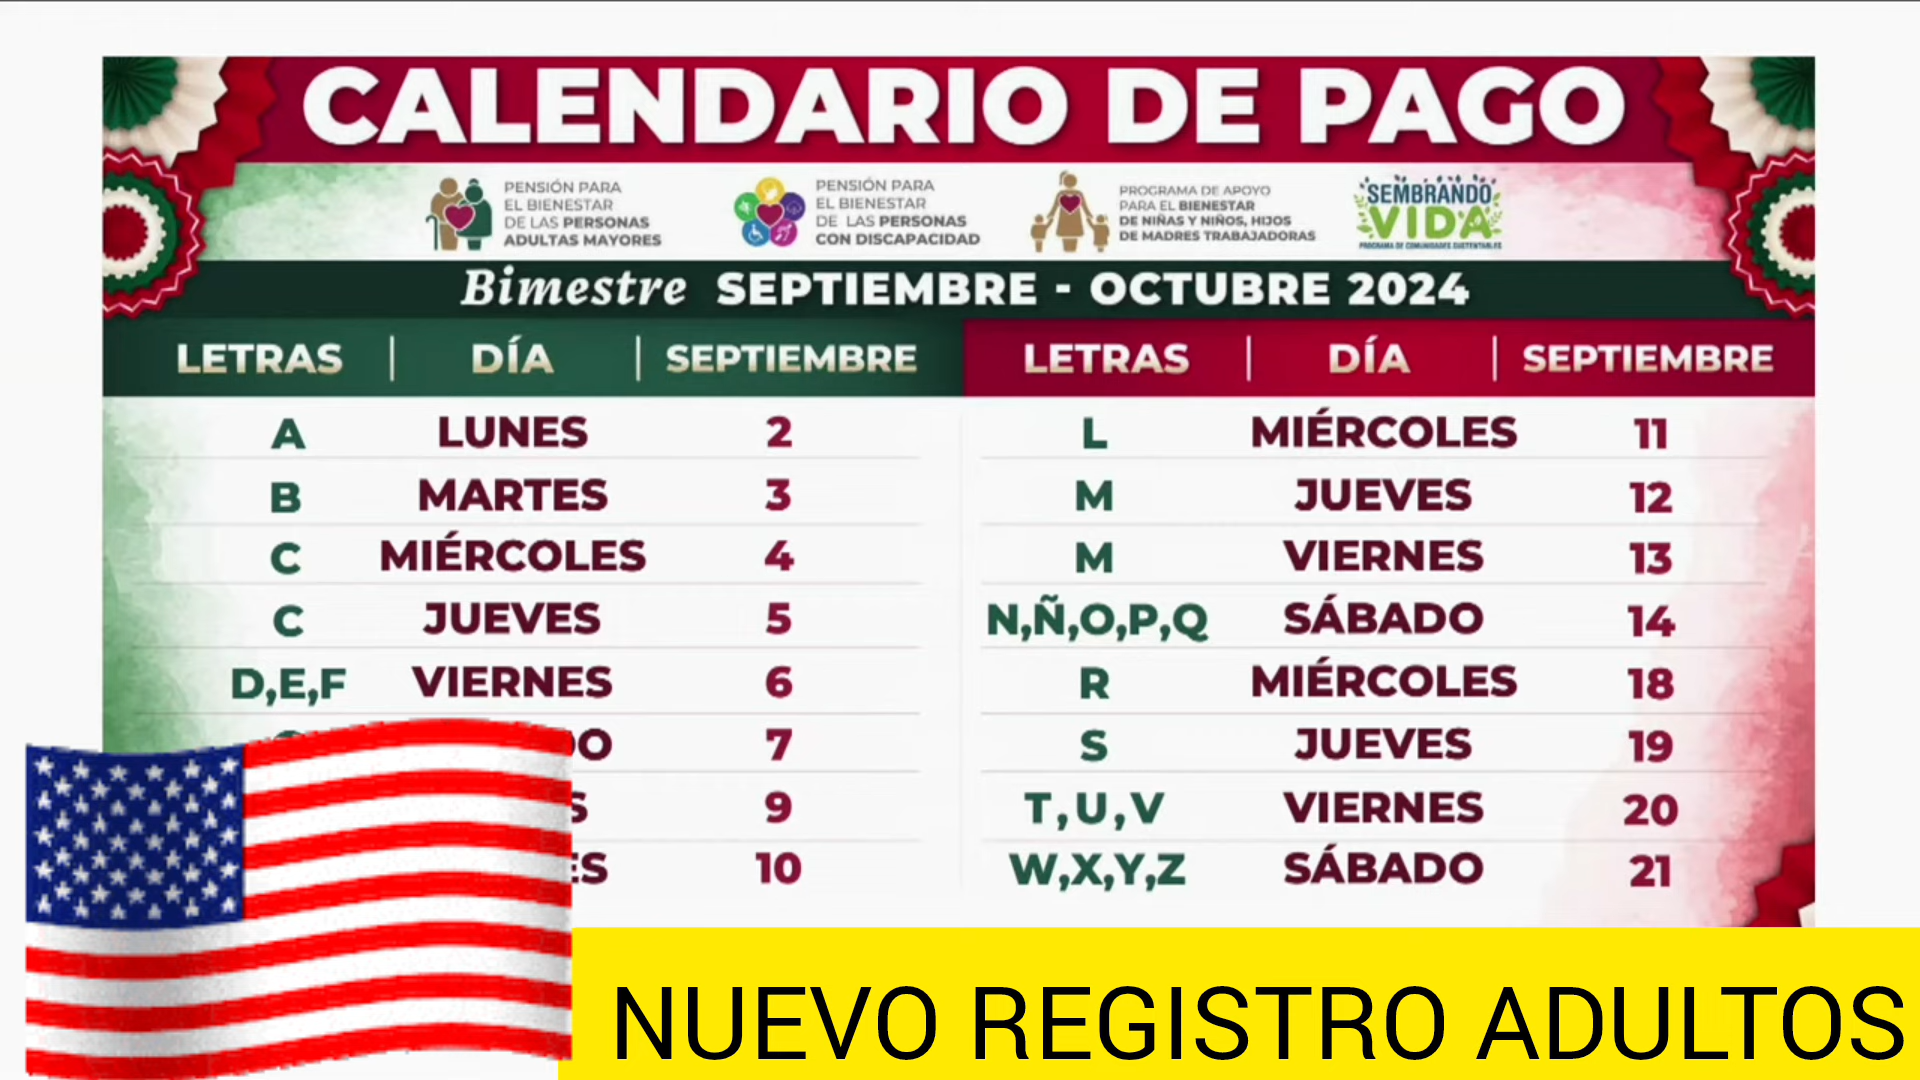 CALENDARIO DE PAGO
PENSIÓN PARA
EL BIENESTAR
DE LAS PERSONAS
ADULTAS MAYORES
PENSIÓN PARA
EL BIENESTAR
DE LAS PERSONAS
CON DISCAPACIDAD
PROGRAMA DE APOYO
PARA EL BIENESTAR
DE NIÑAS Y NIÑOS, HIJOS
DE MADRES TRABAJADORAS
SEMBRANDO
VIDA
PROGRAMA DE COMUNIDADES SUSTENTABLES
Bimestre SEPTIEMBRE - OCTUBRE 2024
LETRAS | DÍA | SEPTIEMBRE LETRAS | DÍA | SEPTIEMBRE
A LUNES 2 L MIÉRCOLES 11
B MARTES 3 M JUEVES 12
C MIÉRCOLES 4 M VIERNES 13
C JUEVES 5 N,Ñ,O,P,Q SÁBADO 14
D,E,F VIERNES 6 R MIÉRCOLES 18
7 S JUEVES 19
9 T,U,V VIERNES 20
10 W,X,Y,Z SÁBADO 21
NUEVO REGISTRO ADULTOS